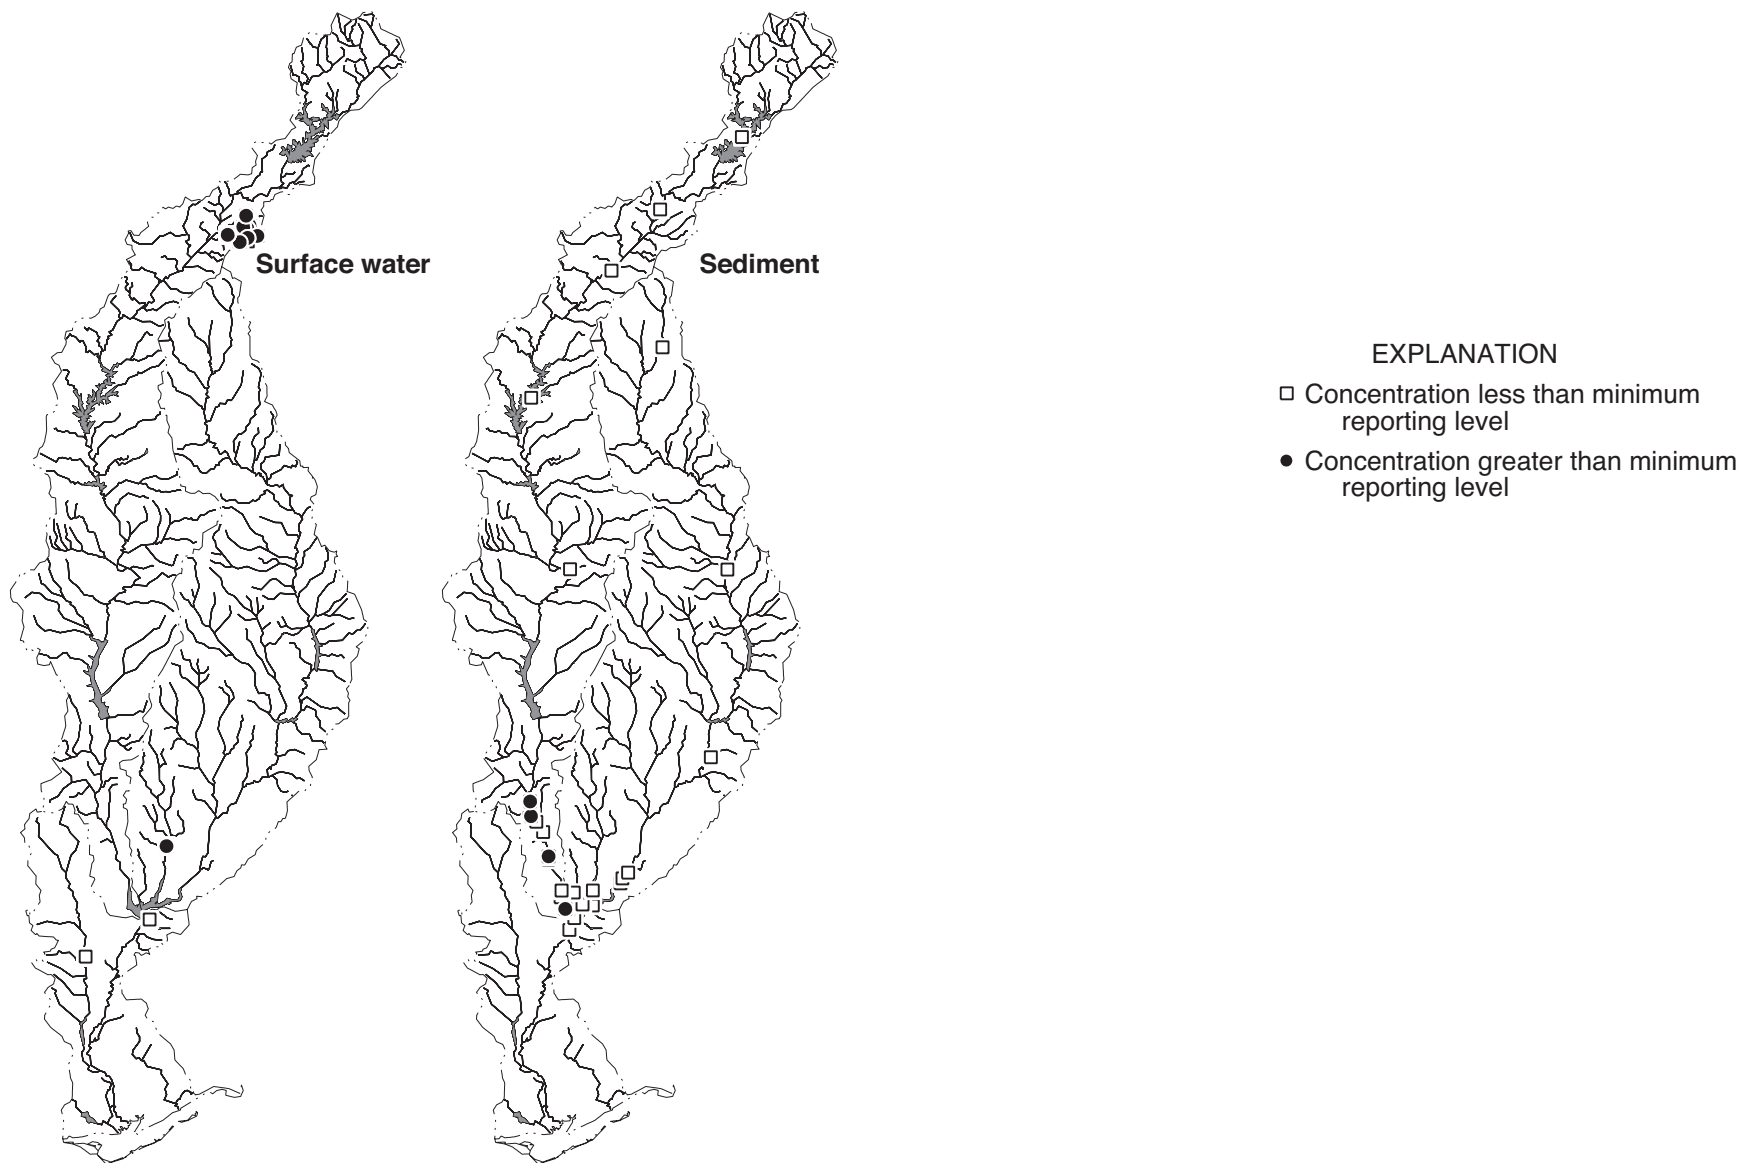 Surface water
Sediment
EXPLANATION
Concentration less than minimum
reporting level
Concentration greater than minimum
reporting level